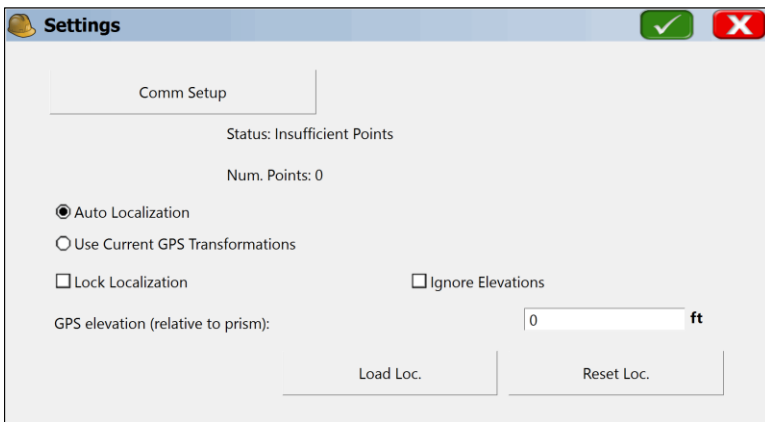 Settings
Comm Setup
Status: Insufficient Points
Num. Points: 0
Auto Localization
Use Current GPS Transformations
Lock Localization
Ignore Elevations
GPS elevation (relative to prism):
0
ft
Load Loc.
Reset Loc.